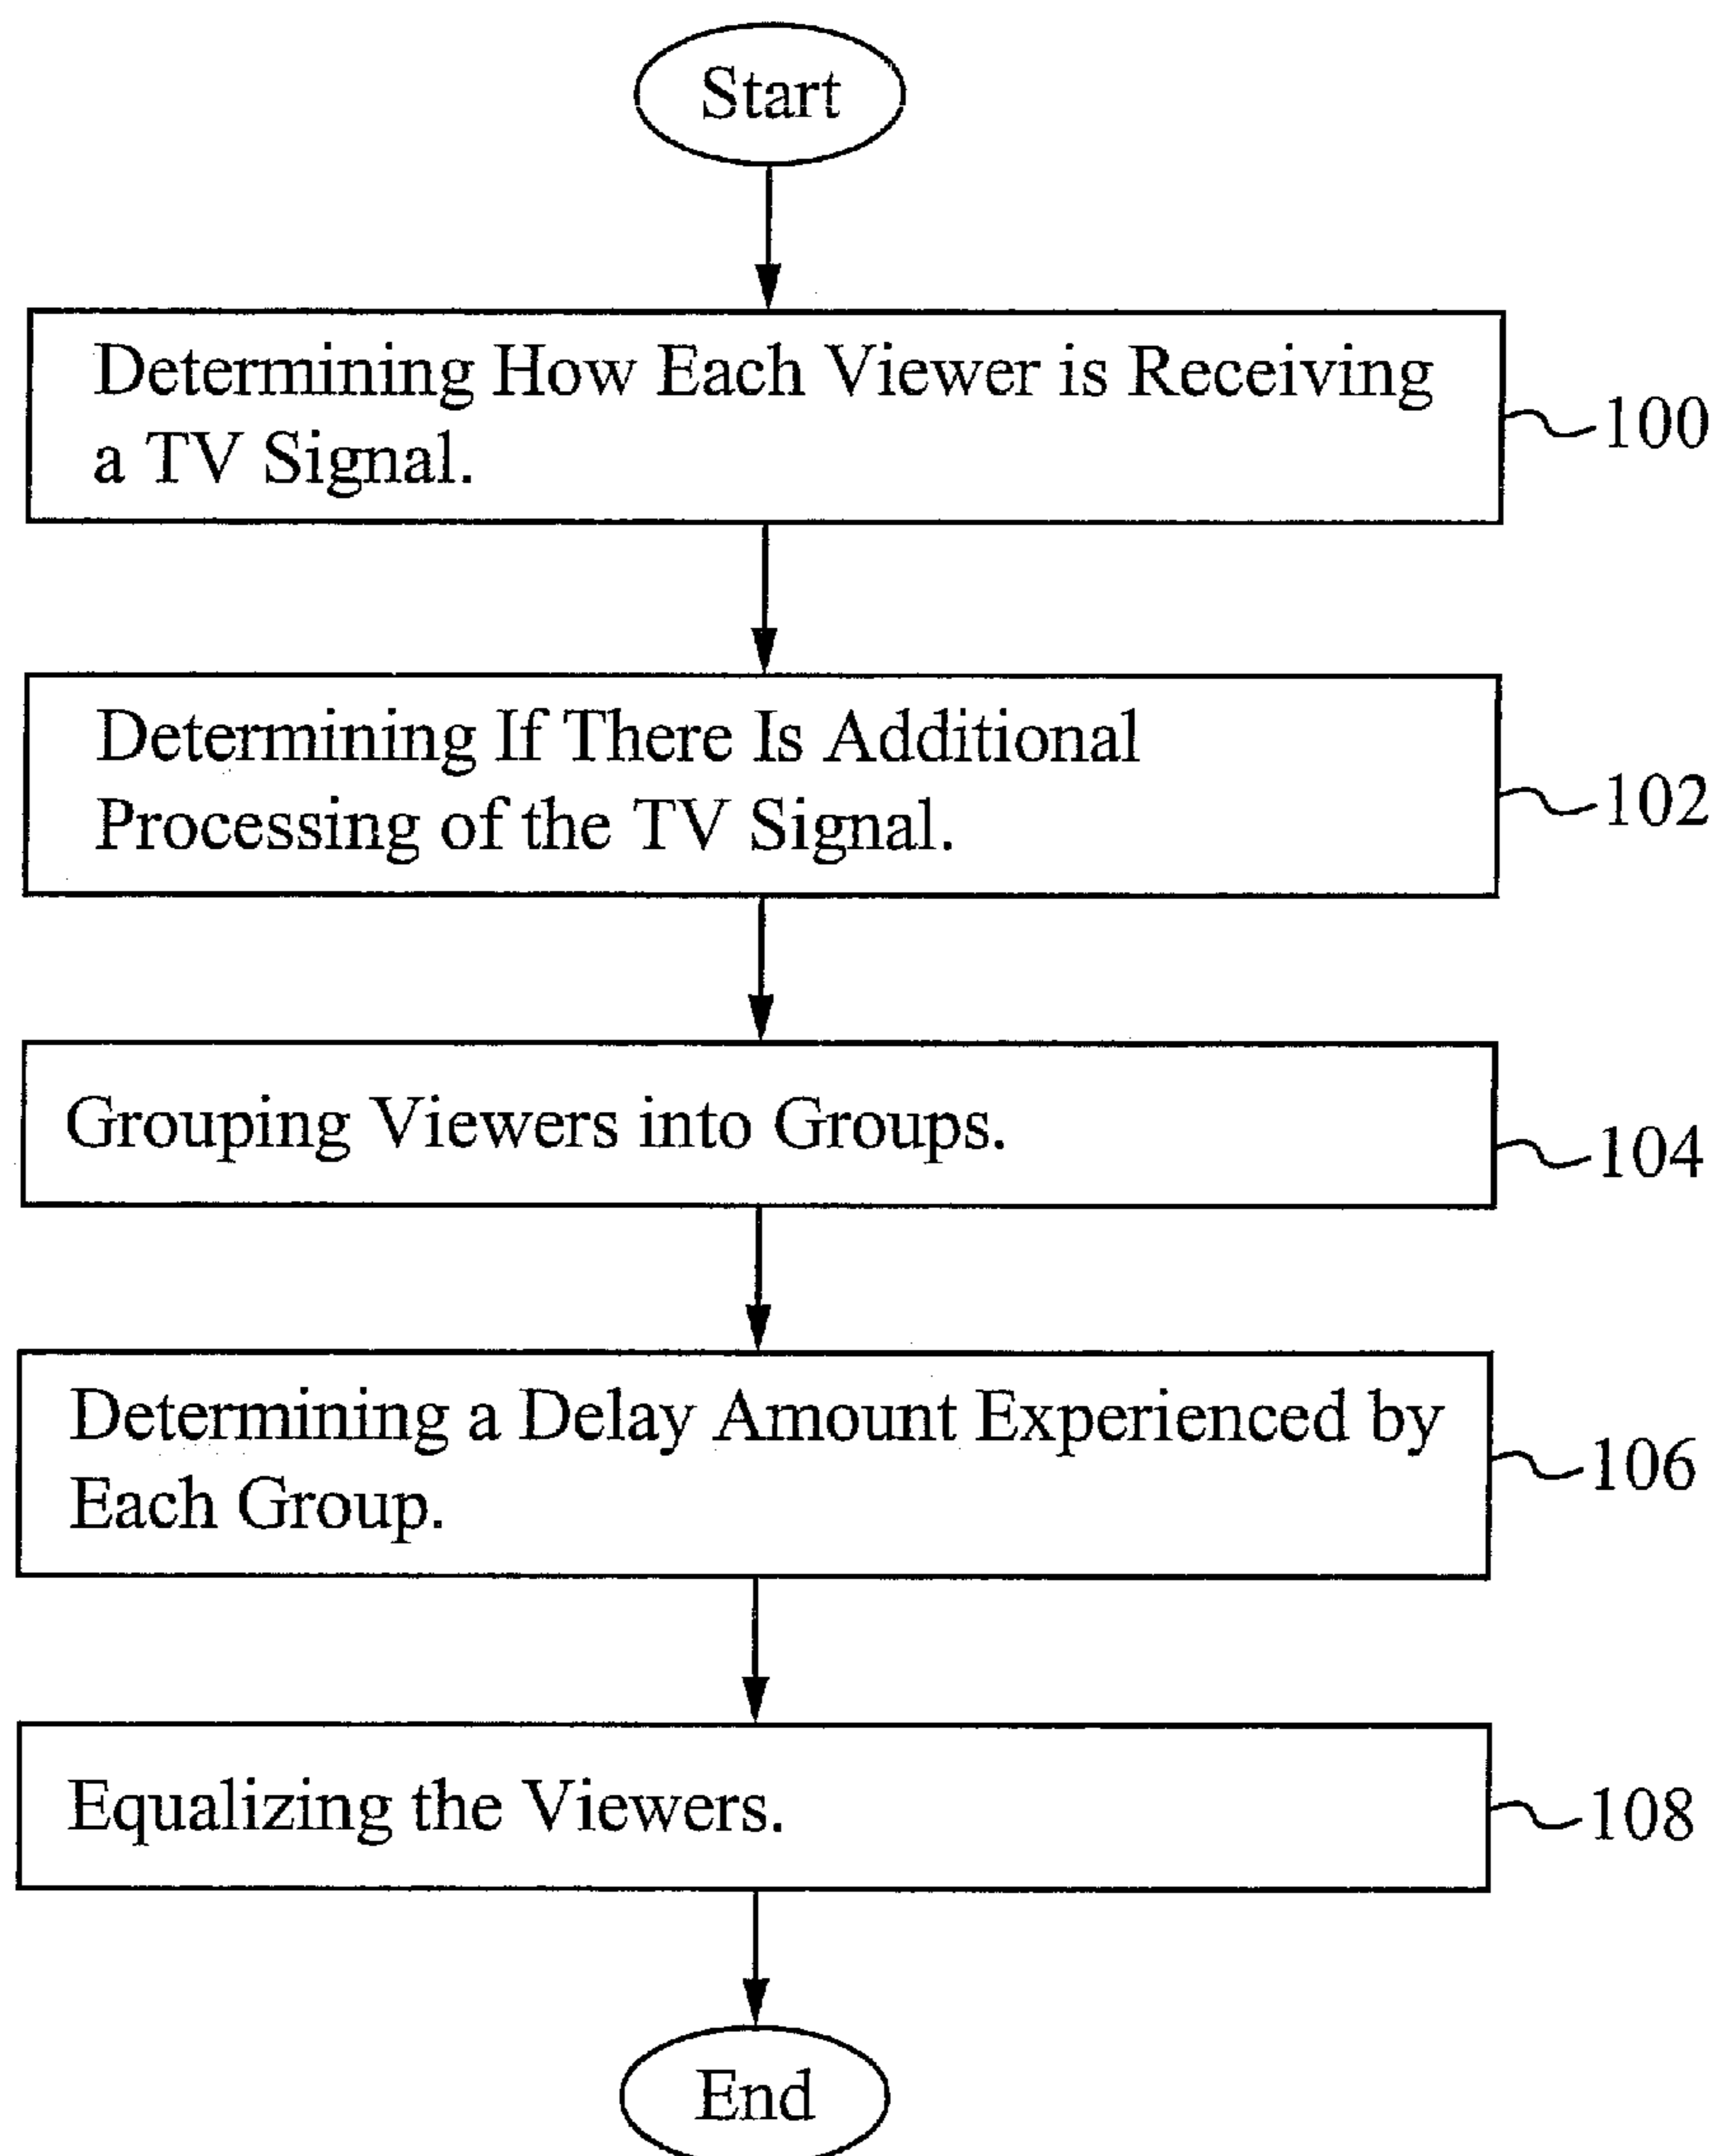 Start
Determining How Each Viewer is Receiving
a TV Signal.
100
Determining If There Is Additional
Processing of the TV Signal.
102
Grouping Viewers into Groups.
104
Determining a Delay Amount Experienced by
Each Group.
106
Equalizing the Viewers.
108
End